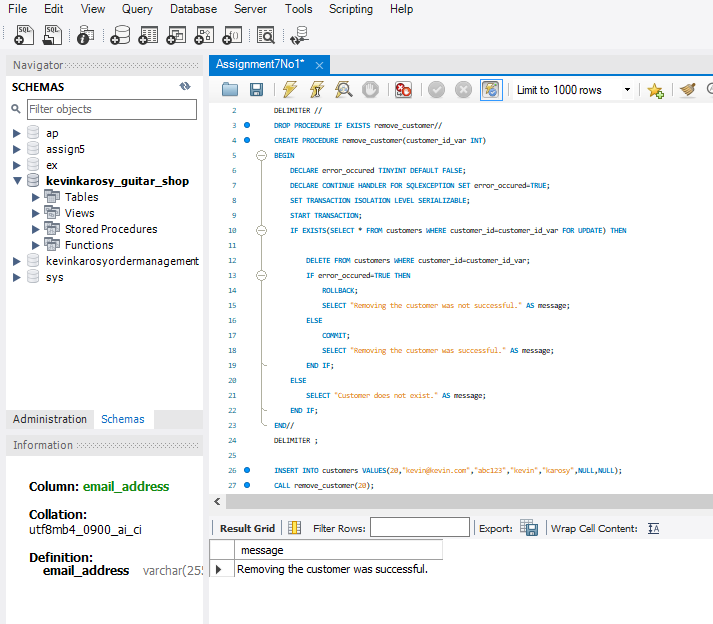 File Edit View Query Database Server Tools Scripting Help
Navigator
SCHEMAS
Filter objects
ap
assign5
ex
kevinkarosy_guitar_shop
Tables
Views
Stored Procedures
Functions
kevinkarosyordermanagement
sys
Administration Schemas
Information
Column: email_address
Collation:
utf8mb4_0900_ai_ci
Definition:
email_address varchar(255
Assignment7No1*
Limit to 1000 rows
2 DELIMITER //
3 DROP PROCEDURE IF EXISTS remove_customer//
4 CREATE PROCEDURE remove_customer(customer_id_var INT)
5 BEGIN
6 DECLARE error_occured TINYINT DEFAULT FALSE;
7 DECLARE CONTINUE HANDLER FOR SQLEXCEPTION SET error_occured=TRUE;
8 SET TRANSACTION ISOLATION LEVEL SERIALIZABLE;
9 START TRANSACTION;
10 IF EXISTS(SELECT * FROM customers WHERE customer_id=customer_id_var FOR UPDATE) THEN
11
12 DELETE FROM customers WHERE customer_id=customer_id_var;
13 IF error_occured=TRUE THEN
14 ROLLBACK;
15 SELECT "Removing the customer was not successful." AS message;
16 ELSE
17 COMMIT;
18 SELECT "Removing the customer was successful." AS message;
19 END IF;
20 ELSE
21 SELECT "Customer does not exist." AS message;
22 END IF;
23 END//
24 DELIMITER ;
25
26 INSERT INTO customers VALUES(20,"kevin@kevin.com","abc123","kevin","karosy",NULL,NULL);
27 CALL remove_customer(20);
Result Grid Filter Rows: Export: Wrap Cell Content:
message
Removing the customer was successful.